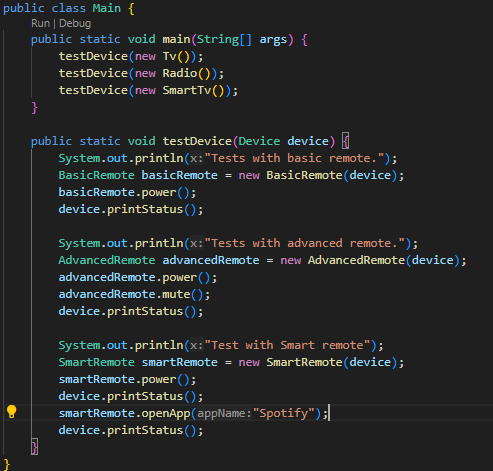 public class Main {
Run | Debug
public static void main(String[] args) {
testDevice(new Tv());
testDevice(new Radio());
testDevice(new SmartTv());
}
public static void testDevice(Device device) {
System.out.println(x:"Tests with basic remote.");
BasicRemote basicRemote = new BasicRemote(device);
basicRemote.power();
device.printStatus();
System.out.println(x:"Tests with advanced remote.");
AdvancedRemote advancedRemote = new AdvancedRemote(device);
advancedRemote.power();
advancedRemote.mute();
device.printStatus();
System.out.println(x:"Test with Smart remote");
SmartRemote smartRemote = new SmartRemote(device);
smartRemote.power();
device.printStatus();
smartRemote.openApp(appName:"Spotify");
device.printStatus();
}
}